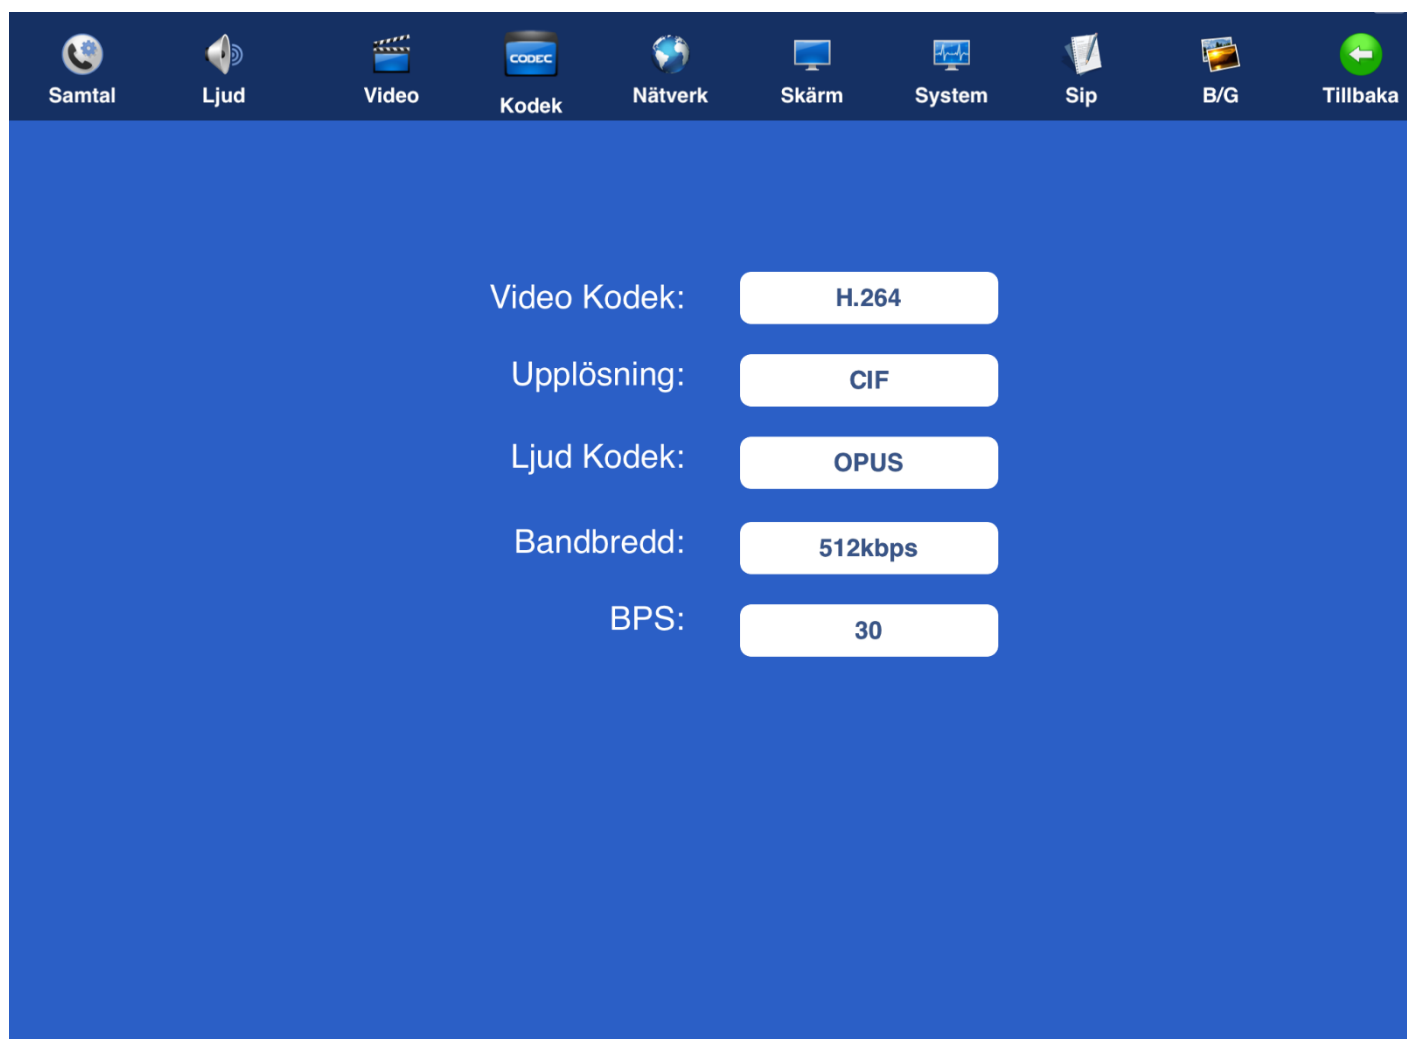 CODEC
Samtal Ljud Video Kodek Nätverk Skärm System Sip B/G Tillbaka
Video Kodek: H.264
Upplösning: CIF
Ljud Kodek: OPUS
Bandbredd: 512kbps
BPS: 30